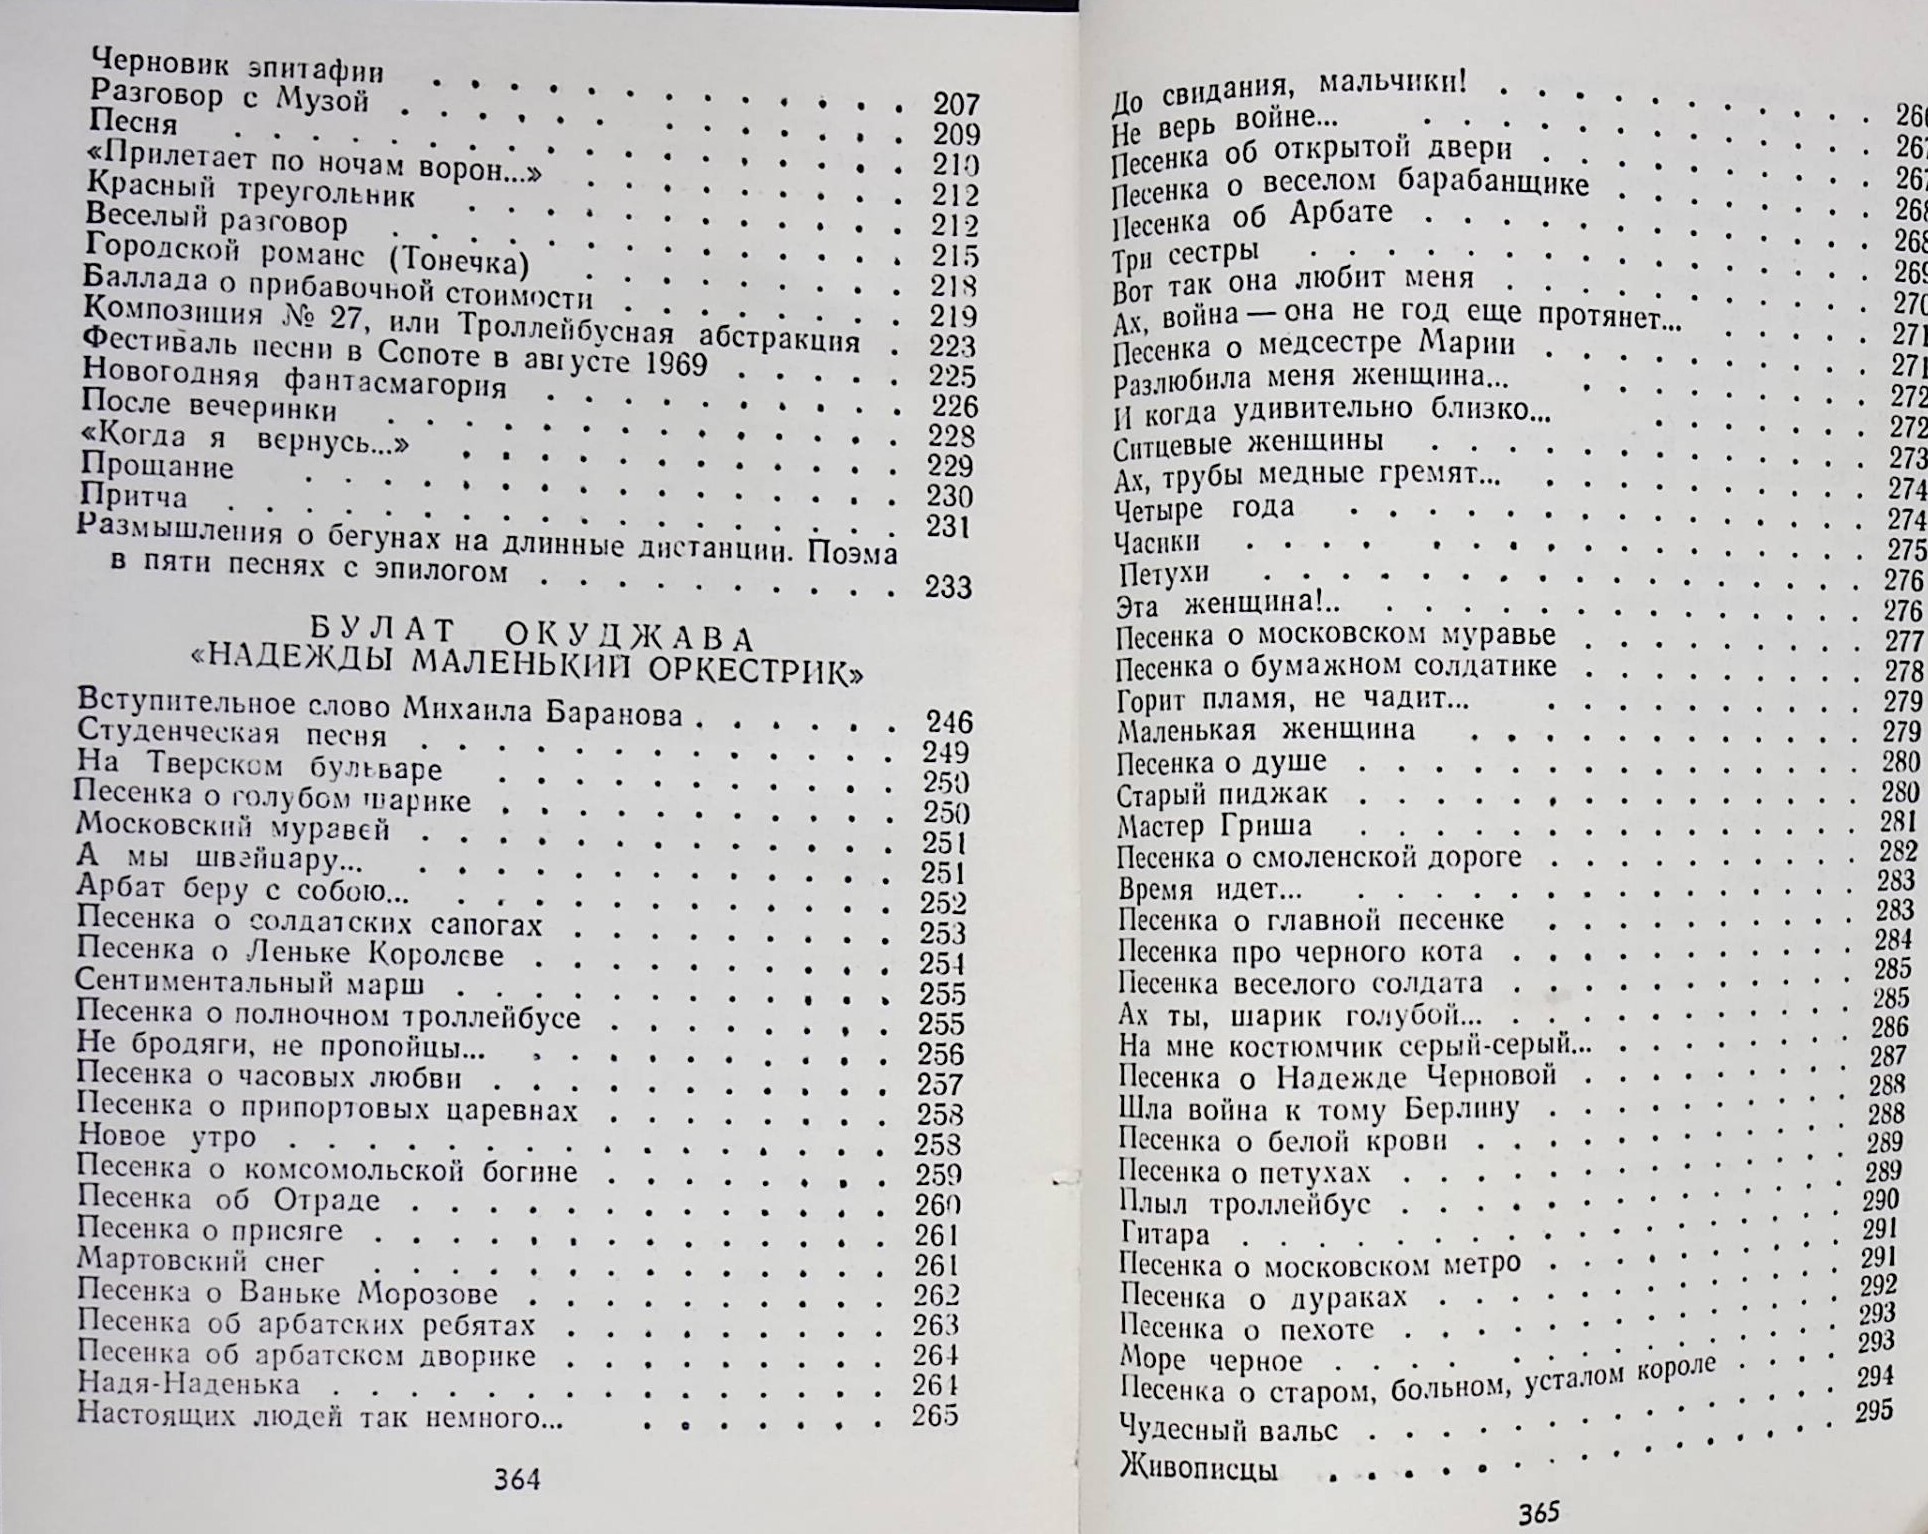 Черновик эпитафии . . . . . . . . . . . . 207
Разговор с Музой . . . . . . . . . . . . 209
Песня . . . . . . . . . . . . . . . . 210
«Прилетает по ночам ворон...» . . . . . . . . . 212
Красный треугольник . . . . . . . . . . . . 212
Веселый разговор . . . . . . . . . . . . . 215
Городской романс (Тонечка) . . . . . . . . . 218
Баллада о прибавочной стоимости . . . . . . . . 219
Композиция № 27, или Троллейбусная абстракция . 223
Фестиваль песни в Сопоте в августе 1969 . . . . . 225
Новогодняя фантасмагория . . . . . . . . . . 226
После вечеринки . . . . . . . . . . . . . 228
«Когда я вернусь...» . . . . . . . . . . . . 229
Прощание . . . . . . . . . . . . . . . 230
Притча . . . . . . . . . . . . . . . . 231
Размышления о бегунах на длинные дистанции. Поэма
в пяти песнях с эпилогом . . . . . . . . . . 233
БУЛАТ ОКУДЖАВА
«НАДЕЖДЫ МАЛЕНЬКИЙ ОРКЕСТРИК»
Вступительное слово Михаила Баранова . . . . . . 246
Студенческая песня . . . . . . . . . . . . . 249
На Тверском бульваре . . . . . . . . . . . 250
Песенка о голубом шарике . . . . . . . . . . . 250
Московский муравей . . . . . . . . . . . . . 251
А мы швейцару... . . . . . . . . . . . . . 251
Арбат беру с собою... . . . . . . . . . . . . 252
Песенка о солдатских сапогах . . . . . . . . . 253
Песенка о Леньке Королеве . . . . . . . . . . 254
Сентиментальный марш . . . . . . . . . . . . 255
Песенка о полночном троллейбусе . . . . . . . . 255
Не бродяги, не пропойцы... . . . . . . . . . . 256
Песенка о часовых любви . . . . . . . . . . . 257
Песенка о припортовых царевнах . . . . . . . . 258
Новое утро . . . . . . . . . . . . . . . . 258
Песенка о комсомольской богине . . . . . . . . 259
Песенка об Отраде . . . . . . . . . . . . . 260
Песенка о присяге . . . . . . . . . . . . . . 261
Мартовский снег . . . . . . . . . . . . . . 261
Песенка о Ваньке Морозове . . . . . . . . . . 262
Песенка об арбатских ребятах . . . . . . . . . 263
Песенка об арбатском дворике . . . . . . . . . 264
Надя-Наденька . . . . . . . . . . . . . . . 264
Настоящих людей так немного... . . . . . . . 265
364
До свидания, мальчики! . . . . . . . . . . 266
Не верь войне... . . . . . . . . . . . . 267
Песенка об открытой двери . . . . . . . . . 267
Песенка о веселом барабанщике . . . . . . . . 268
Песенка об Арбате . . . . . . . . . . . . 268
Три сестры . . . . . . . . . . . . . . . 269
Вот так она любит меня . . . . . . . . . . 270
Ах, война — она не год еще протянет... . . . . 271
Песенка о медсестре Марии . . . . . . . . . 271
Разлюбила меня женщина... . . . . . . . . . 272
И когда удивительно близко... . . . . . . . 272
Ситцевые женщины . . . . . . . . . . . . 273
Ах, трубы медные гремят... . . . . . . . . . 274
Четыре года . . . . . . . . . . . . . . 274
Часики . . . . . . . . . . . . . . . . 275
Петухи . . . . . . . . . . . . . . . . 276
Эта женщина!.. . . . . . . . . . . . . . 276
Песенка о московском муравье . . . . . . . . 277
Песенка о бумажном солдатике . . . . . . . . 278
Горит пламя, не чадит... . . . . . . . . . 279
Маленькая женщина . . . . . . . . . . . 279
Песенка о душе . . . . . . . . . . . . . 280
Старый пиджак . . . . . . . . . . . . . 280
Мастер Гриша . . . . . . . . . . . . . . 281
Песенка о смоленской дороге . . . . . . . . . 282
Время идет... . . . . . . . . . . . . . . 283
Песенка о главной песенке . . . . . . . . . 283
Песенка про черного кота . . . . . . . . . . 284
Песенка веселого солдата . . . . . . . . . . 285
Ах ты, шарик голубой... . . . . . . . . . . 285
На мне костюмчик серый-серый... . . . . . . . 286
Песенка о Надежде Черновой . . . . . . . . 287
Шла война к тому Берлину . . . . . . . . . 288
Песенка о белой крови . . . . . . . . . . 288
Песенка о петухах . . . . . . . . . . . . 289
Плыл троллейбус . . . . . . . . . . . . 289
Гитара . . . . . . . . . . . . . . . . 290
Песенка о московском метро . . . . . . . . . 291
Песенка о дураках . . . . . . . . . . . 291
Песенка о пехоте . . . . . . . . . . . . 292
Море черное . . . . . . . . . . . . . . 293
Песенка о старом, больном, усталом короле . . . . 293
Чудесный вальс . . . . . . . . . . . . . 294
Живописцы . . . . . . . . . . . . . . 295
365